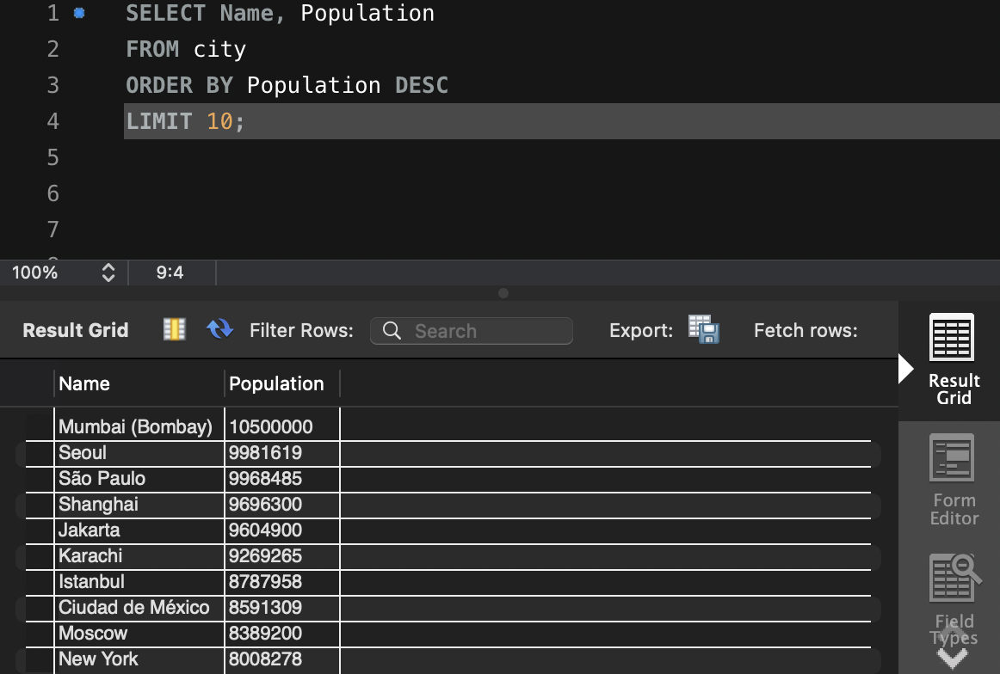 1 SELECT Name, Population
2 FROM city
3 ORDER BY Population DESC
4 LIMIT 10;
5
6
7
100% 9:4
Result Grid Filter Rows: Search Export: Fetch rows:
Name Population
Mumbai (Bombay) 10500000
Seoul 9981619
São Paulo 9968485
Shanghai 9696300
Jakarta 9604900
Karachi 9269265
Istanbul 8787958
Ciudad de México 8591309
Moscow 8389200
New York 8008278
Result
Grid
Form
Editor
Field
Types